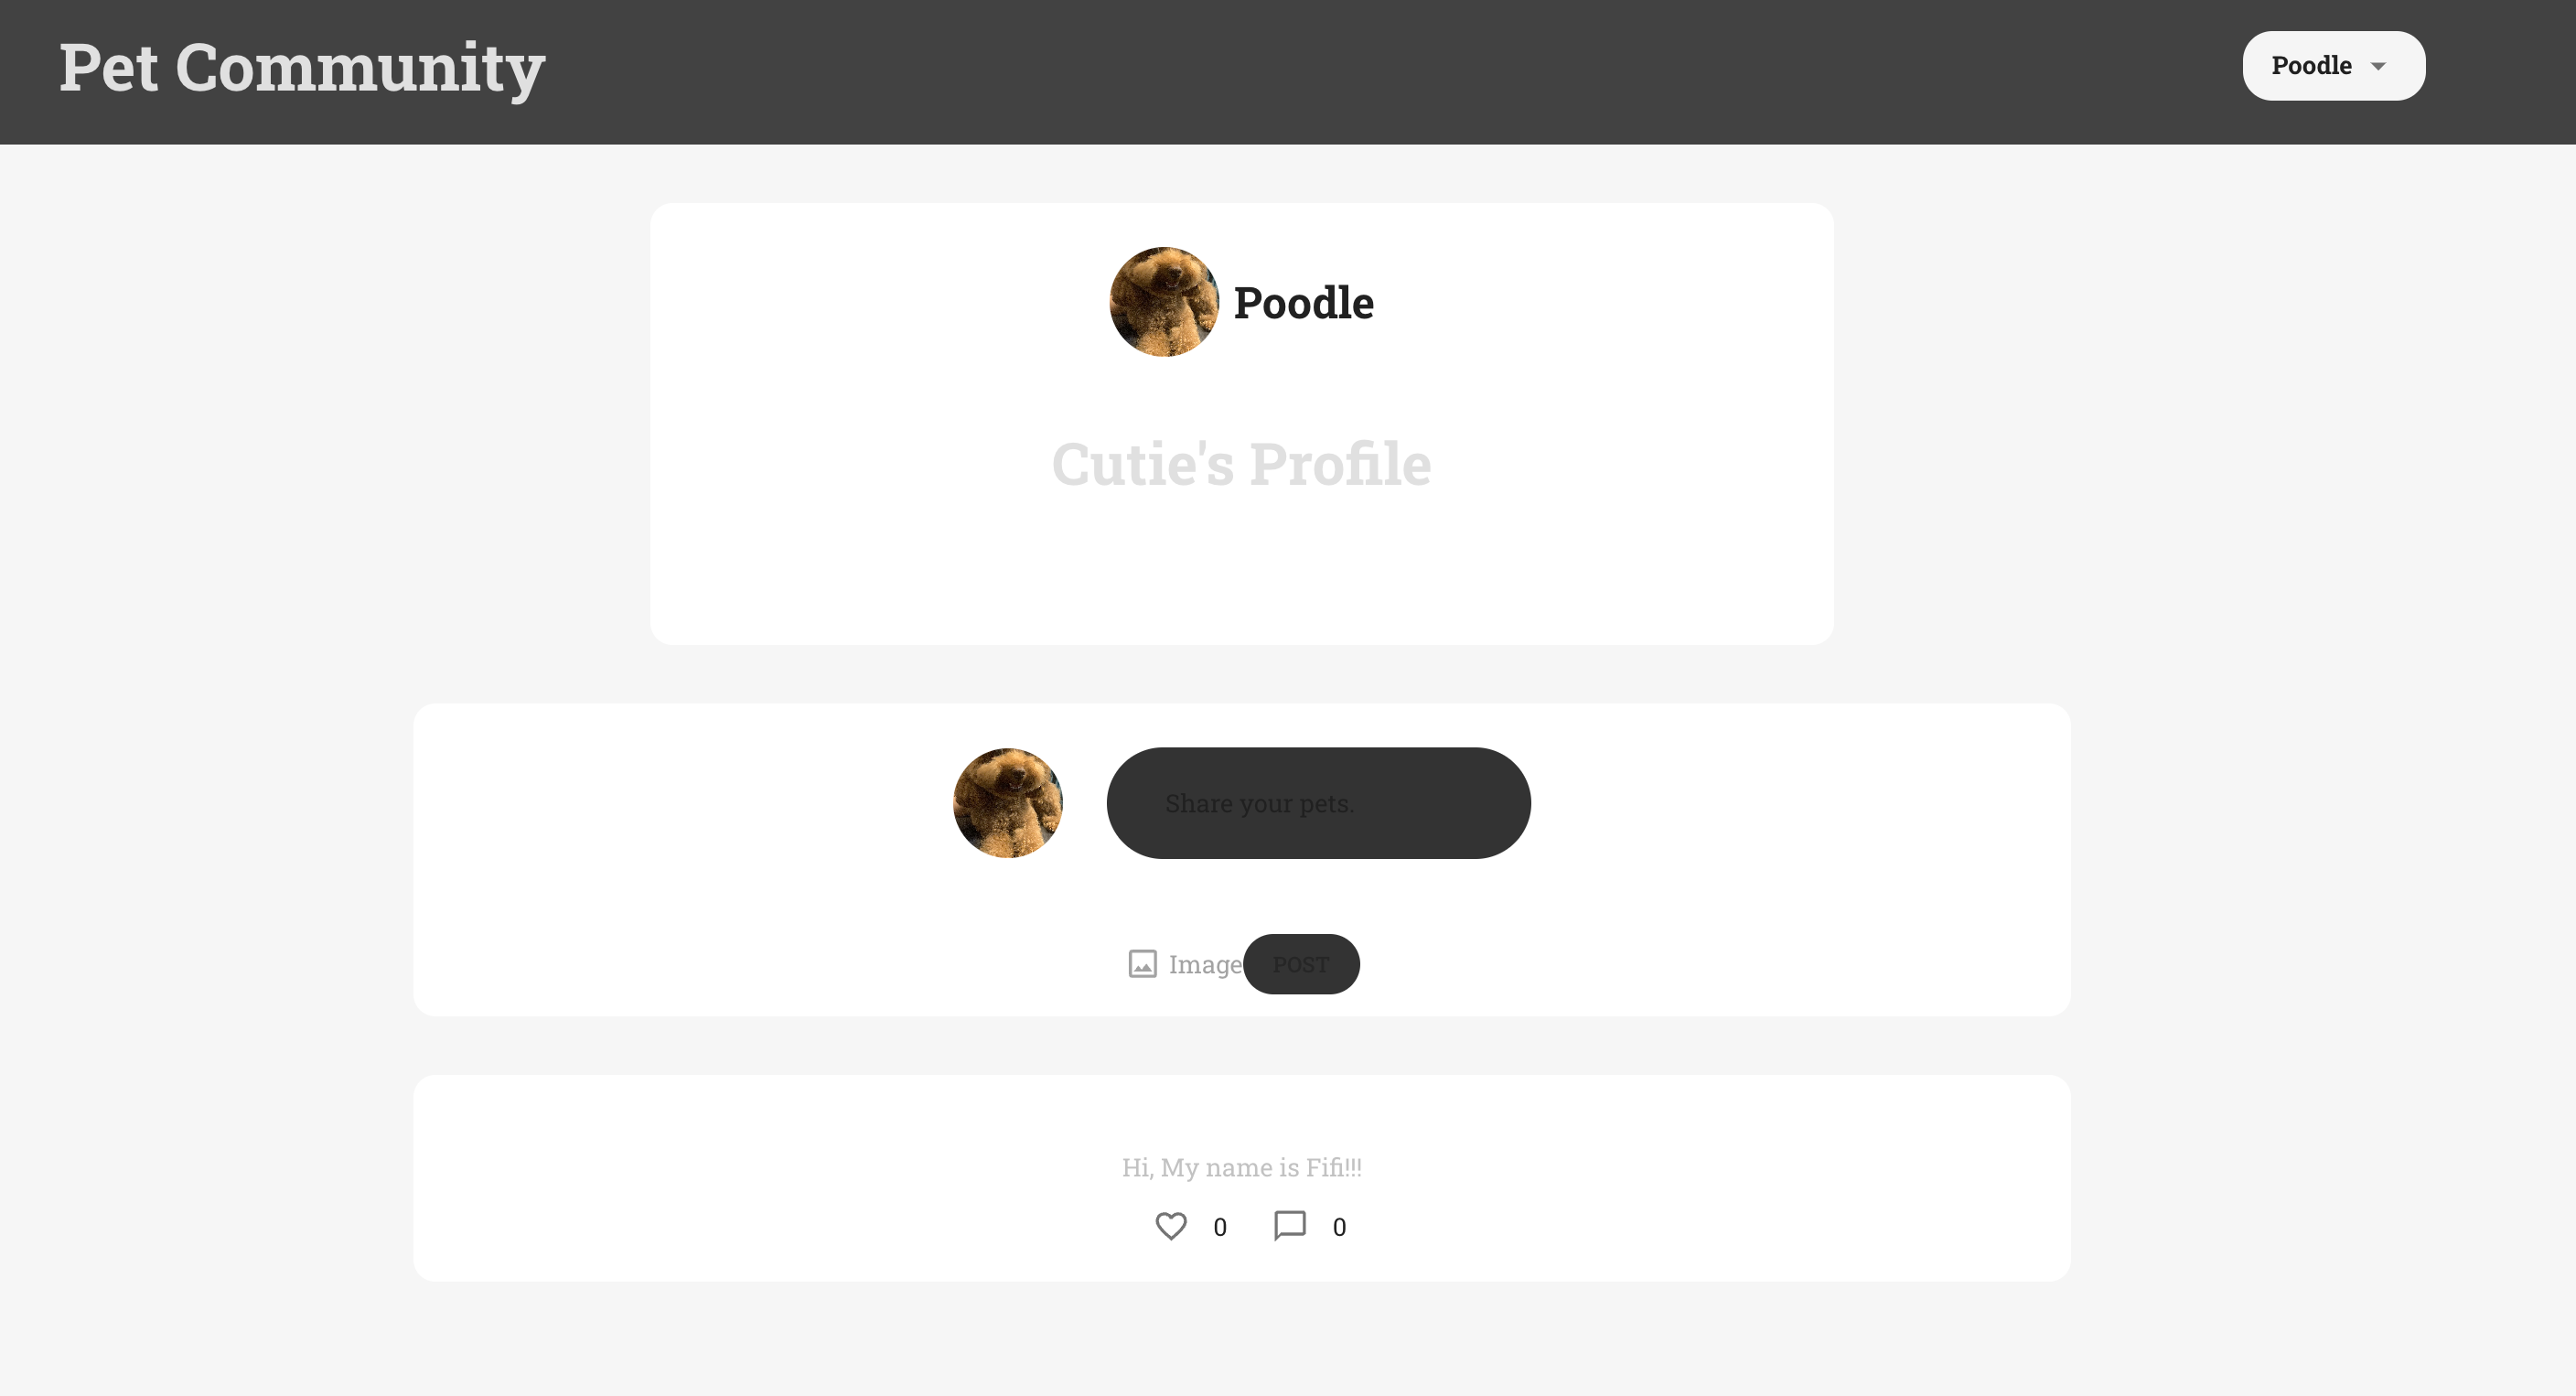 Pet Community
Poodle
Poodle
Cutie's Profile
Share your pets.
Image
POST
Hi, My name is Fifi!!!
0
0